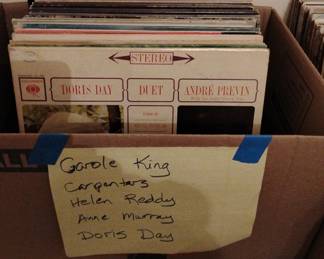 STEREO
DORIS DAY DUET ANDRÉ PREVIN
Carole King
Carpenters
Helen Reddy
Anne Murray
Doris Day